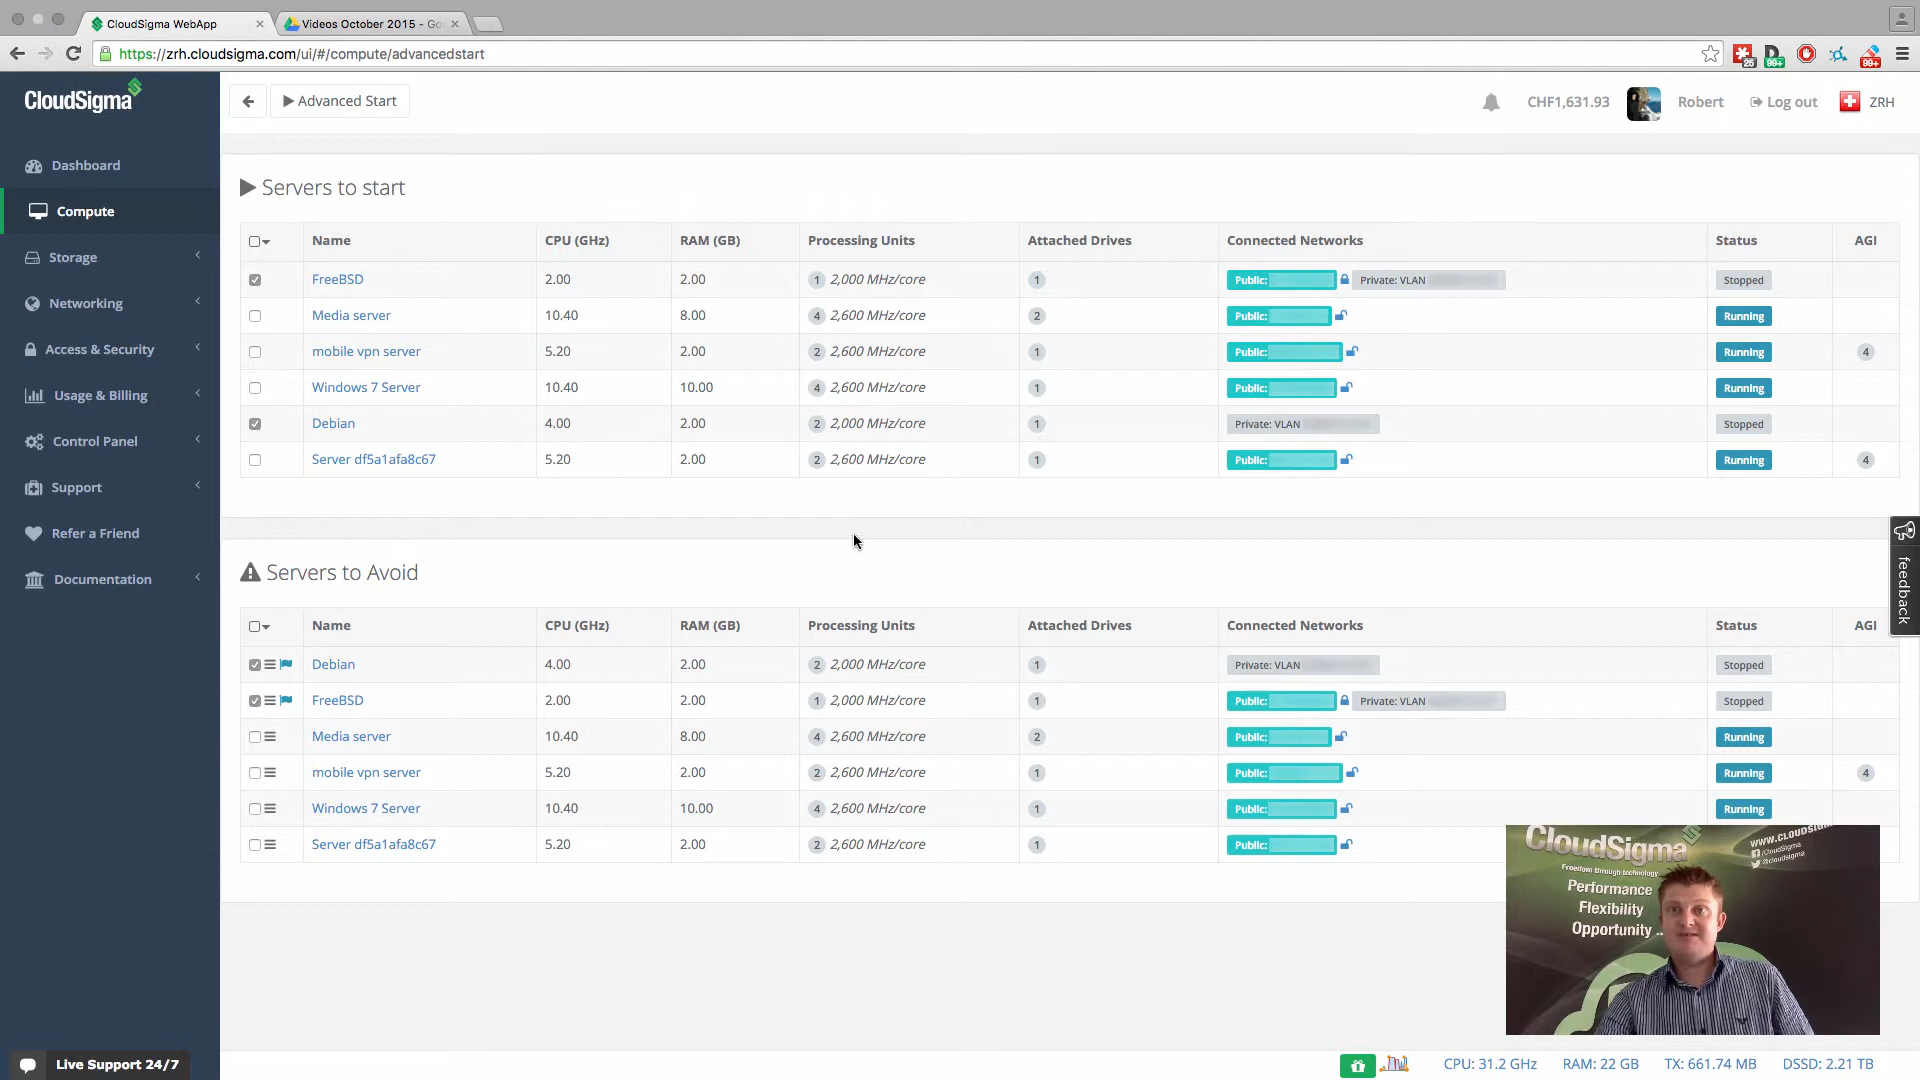 CloudSigma WebApp
Videos October 2015 - Go
https://zrh.cloudsigma.com/ui/#/compute/advancedstart
25
99+
99+
CloudSigma
Advanced Start
CHF1,631.93
Robert
Log out
ZRH
Dashboard
Compute
Storage
Networking
Access & Security
Usage & Billing
Control Panel
Support
Refer a Friend
Documentation
Servers to start
Name CPU (GHz) RAM (GB) Processing Units Attached Drives Connected Networks Status AGI
FreeBSD 2.00 2.00 1 2,000 MHz/core 1 Public: Private: VLAN Stopped
Media server 10.40 8.00 4 2,600 MHz/core 2 Public: Running
mobile vpn server 5.20 2.00 2 2,600 MHz/core 1 Public: Running 4
Windows 7 Server 10.40 10.00 4 2,600 MHz/core 1 Public: Running
Debian 4.00 2.00 2 2,000 MHz/core 1 Private: VLAN Stopped
Server df5a1afa8c67 5.20 2.00 2 2,600 MHz/core 1 Public: Running 4
feedback
Servers to Avoid
Name CPU (GHz) RAM (GB) Processing Units Attached Drives Connected Networks Status AGI
Debian 4.00 2.00 2 2,000 MHz/core 1 Private: VLAN Stopped
FreeBSD 2.00 2.00 1 2,000 MHz/core 1 Public: Private: VLAN Stopped
Media server 10.40 8.00 4 2,600 MHz/core 2 Public: Running
mobile vpn server 5.20 2.00 2 2,600 MHz/core 1 Public: Running 4
Windows 7 Server 10.40 10.00 4 2,600 MHz/core 1 Public: Running
Server df5a1afa8c67 5.20 2.00 2 2,600 MHz/core 1 Public:
CloudSigma
Freedom through technology
Performance
Flexibility
Opportunity ..
www.cloudsigma
/CloudSigma
@cloudsigma
Live Support 24/7
CPU: 31.2 GHz RAM: 22 GB TX: 661.74 MB DSSD: 2.21 TB